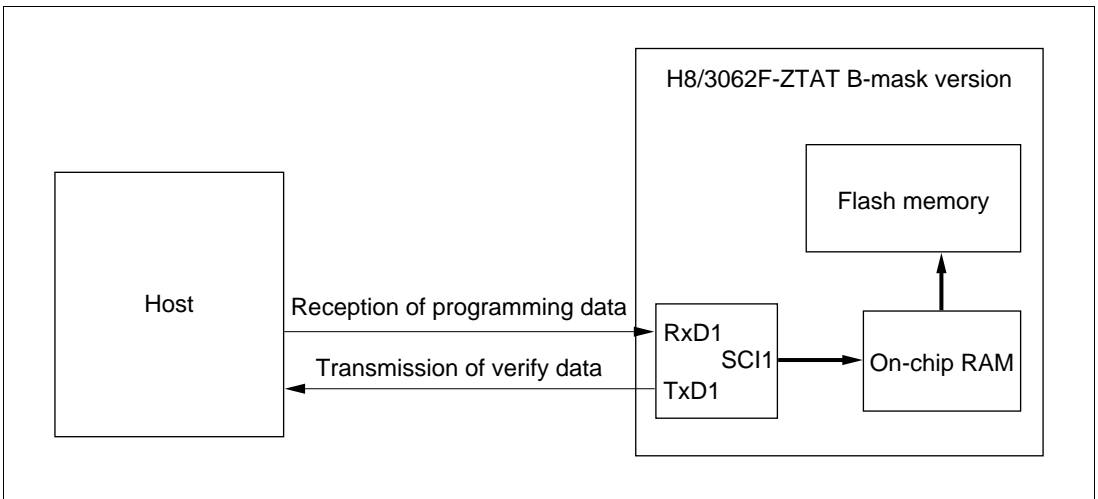 H8/3062F-ZTAT B-mask version
Flash memory
Host
Reception of programming data
RxD1
SCI1
On-chip RAM
Transmission of verify data
TxD1